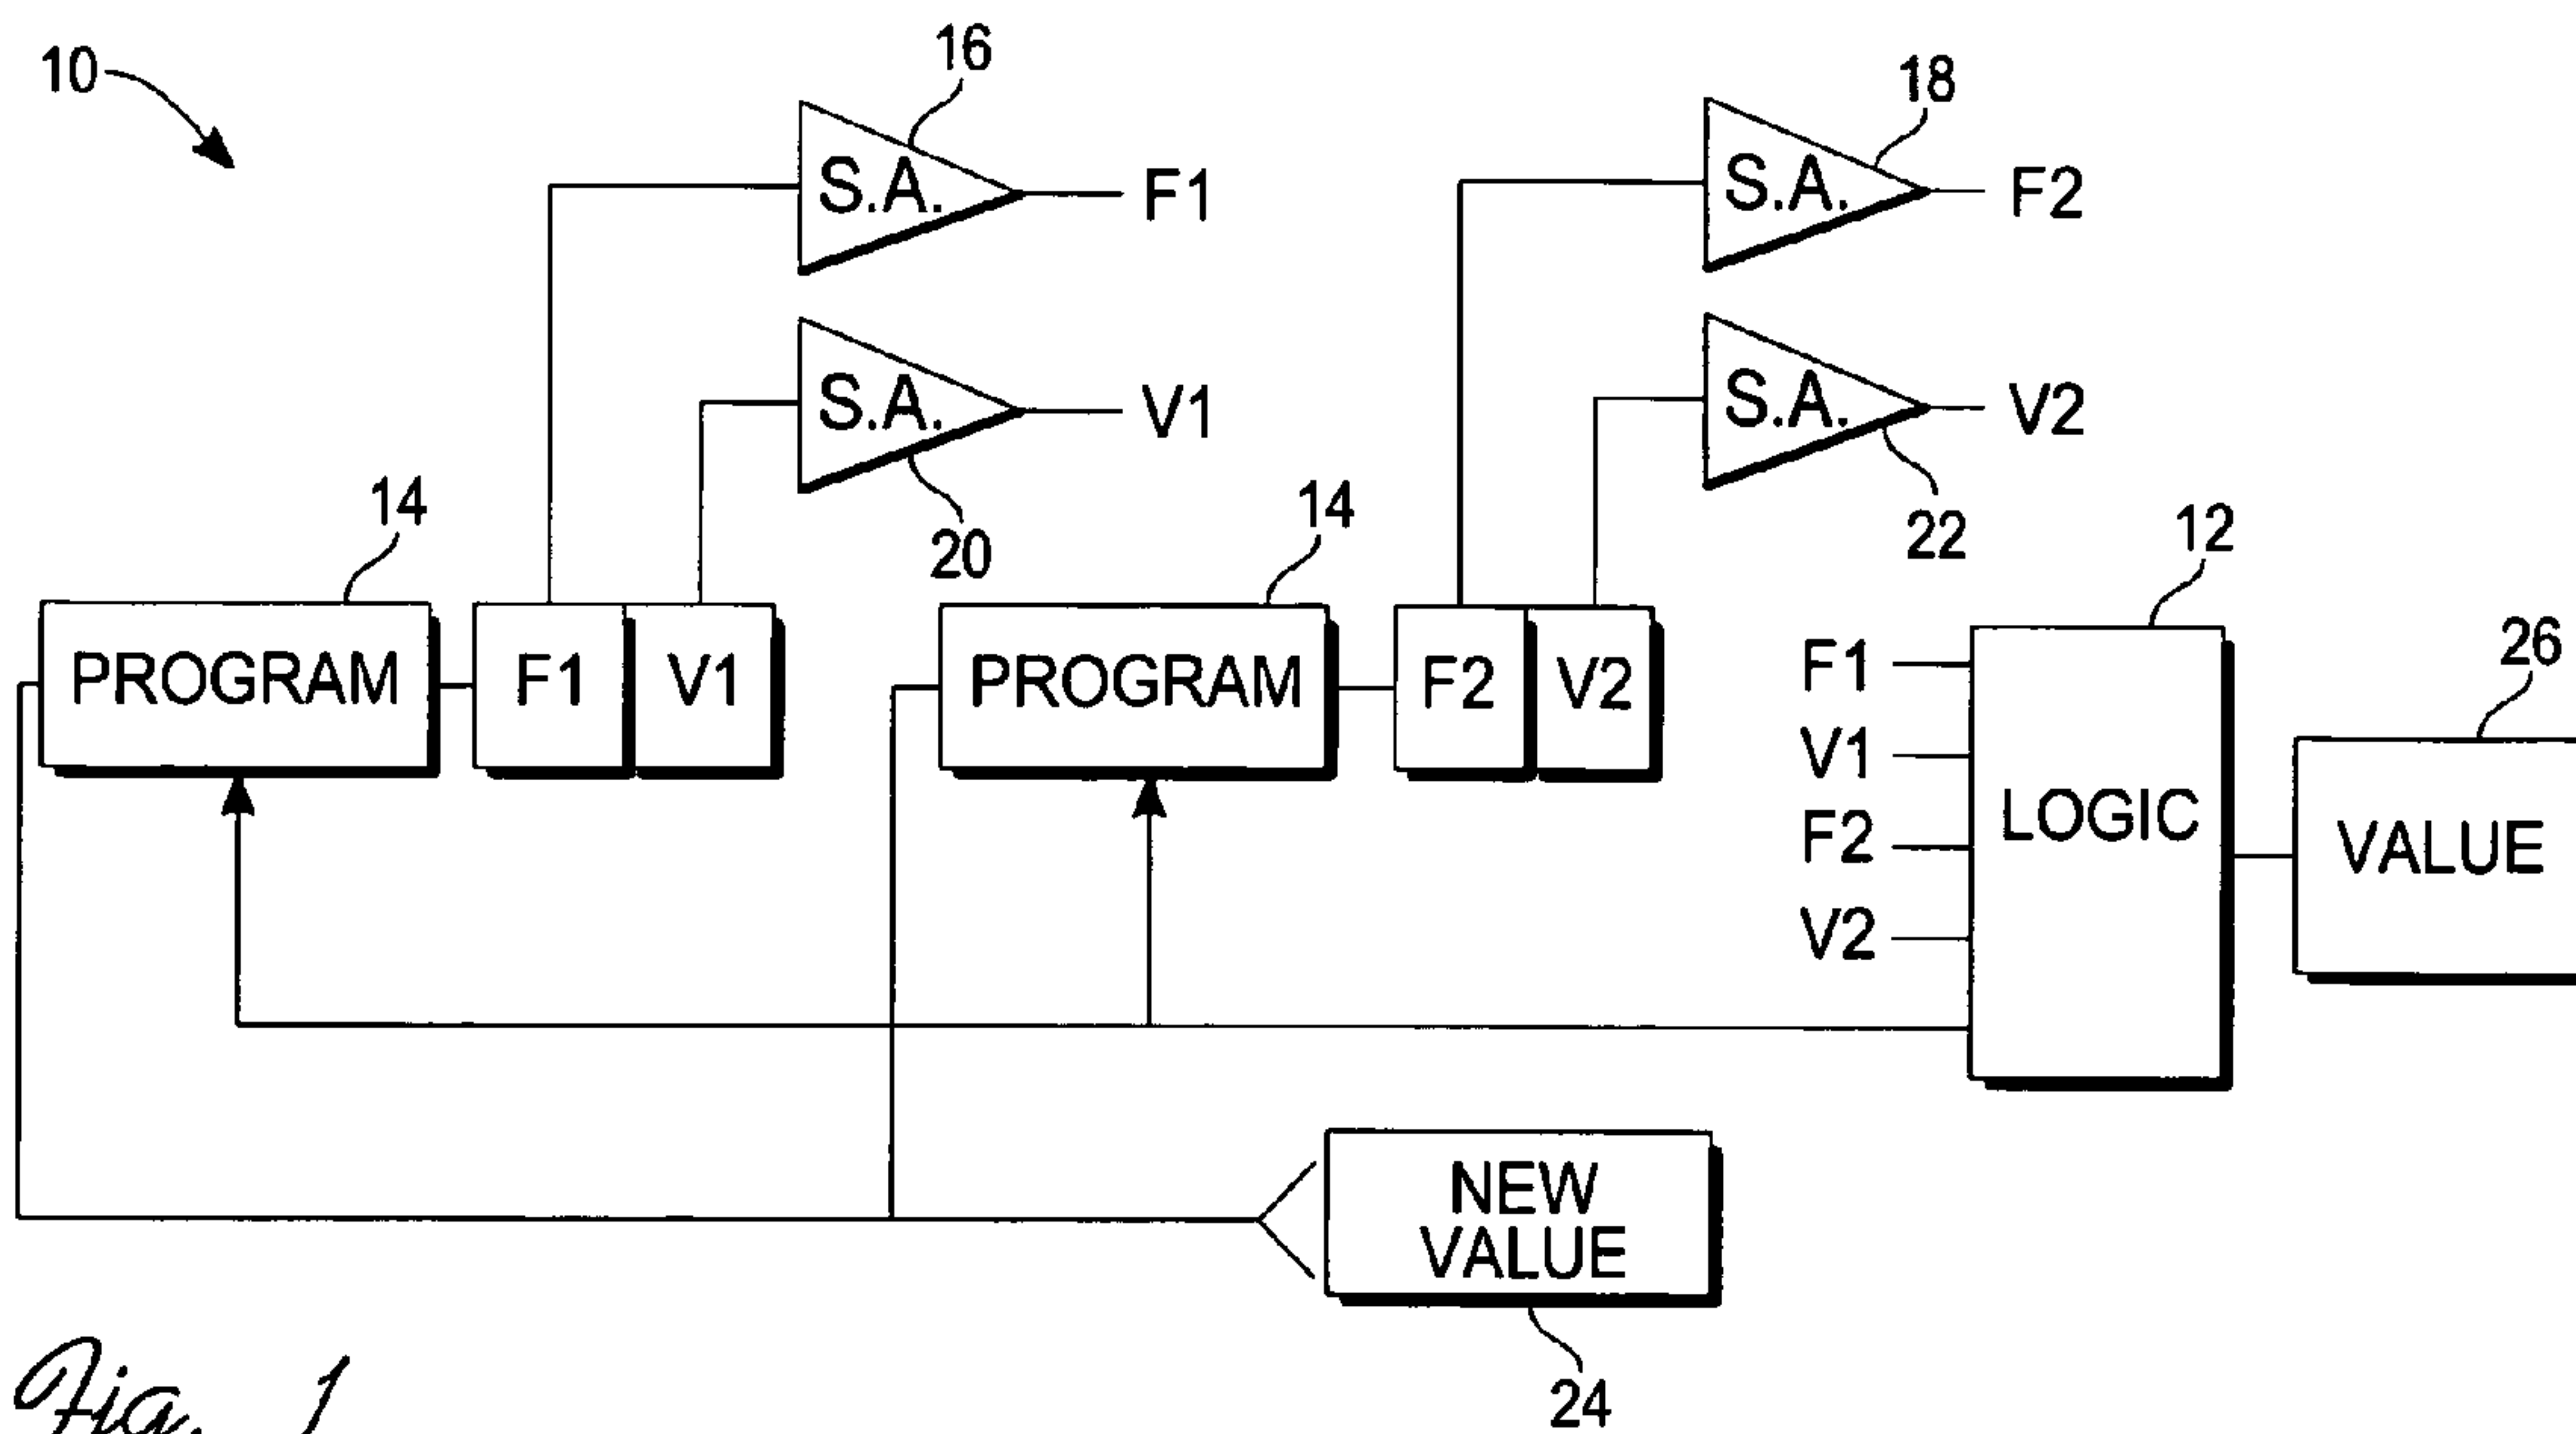 10
16
18
S.A.
F1
S.A.
F2
S.A.
V1
S.A.
V2
14
20
14
22
12
PROGRAM
F1
V1
PROGRAM
F2
V2
F1
V1
F2
V2
LOGIC
26
VALUE
NEW
VALUE
24
Fig. 1